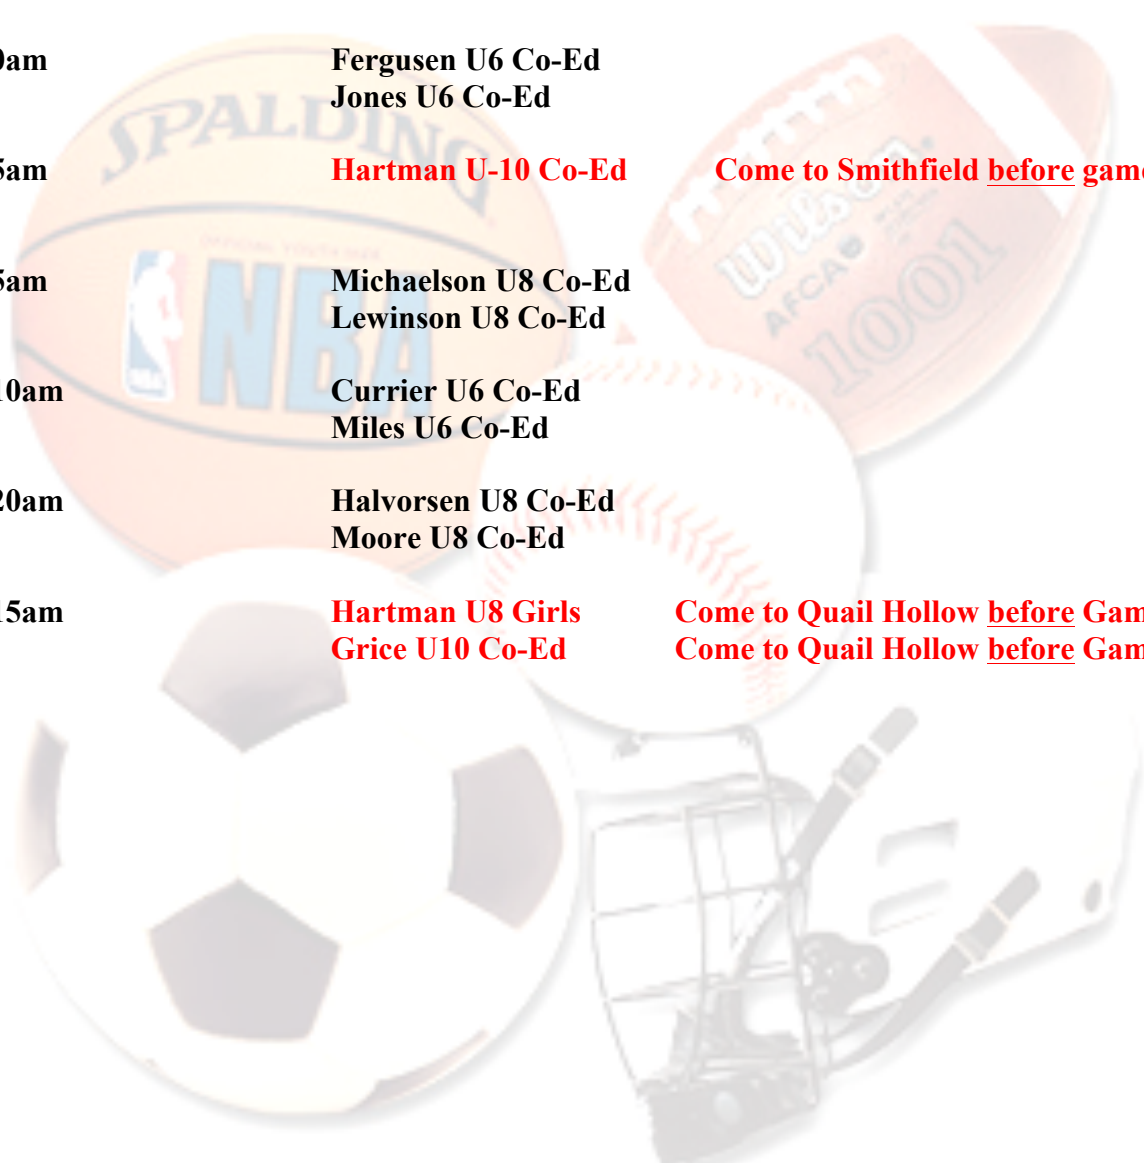 0am Fergusen U6 Co-Ed
Jones U6 Co-Ed
5am Hartman U-10 Co-Ed Come to Smithfield before game
5am Michaelson U8 Co-Ed
Lewinson U8 Co-Ed
10am Currier U6 Co-Ed
Miles U6 Co-Ed
20am Halvorsen U8 Co-Ed
Moore U8 Co-Ed
15am Hartman U8 Girls Come to Quail Hollow before Gam
Grice U10 Co-Ed Come to Quail Hollow before Gam
SPALDING
NBA
NBA
Wilson
AFCA
1001